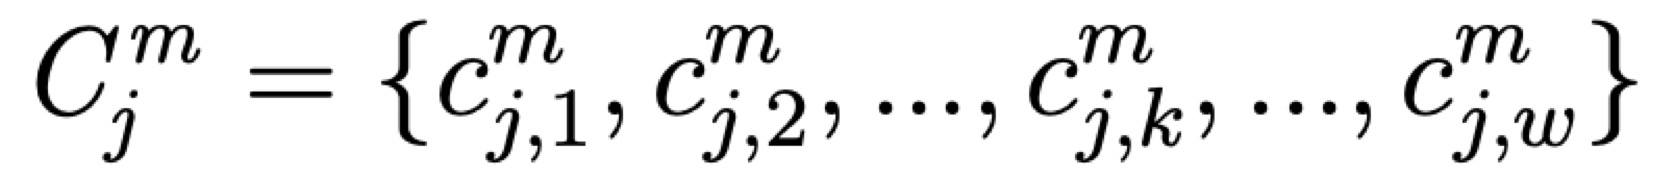 C_j^m = {c_{j,1}^m, c_{j,2}^m, ..., c_{j,k}^m, ..., c_{j,w}^m}